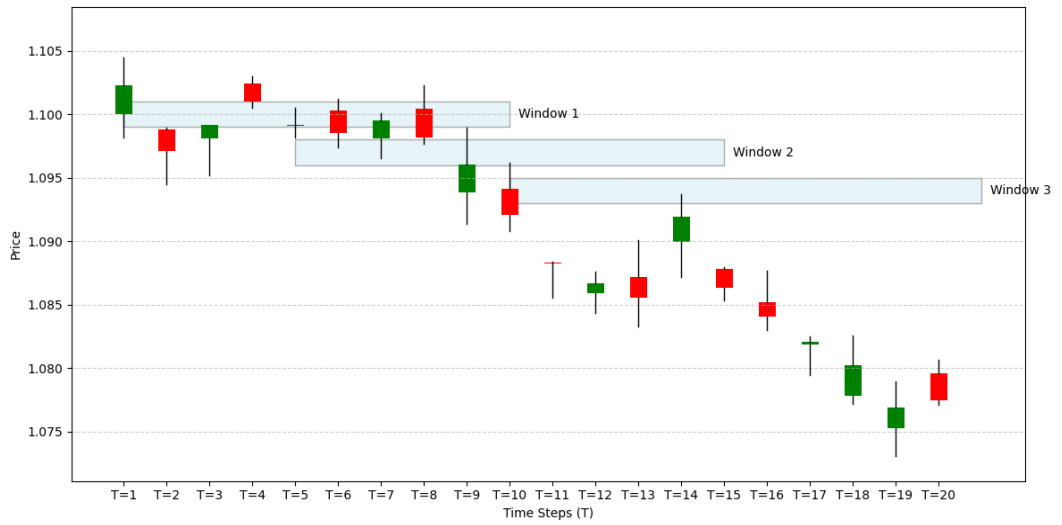 1.105
1.100
1.095
1.090
1.085
1.080
1.075
Price
Window 1
Window 2
Window 3
T=1 T=2 T=3 T=4 T=5 T=6 T=7 T=8 T=9 T=10 T=11 T=12 T=13 T=14 T=15 T=16 T=17 T=18 T=19 T=20
Time Steps (T)